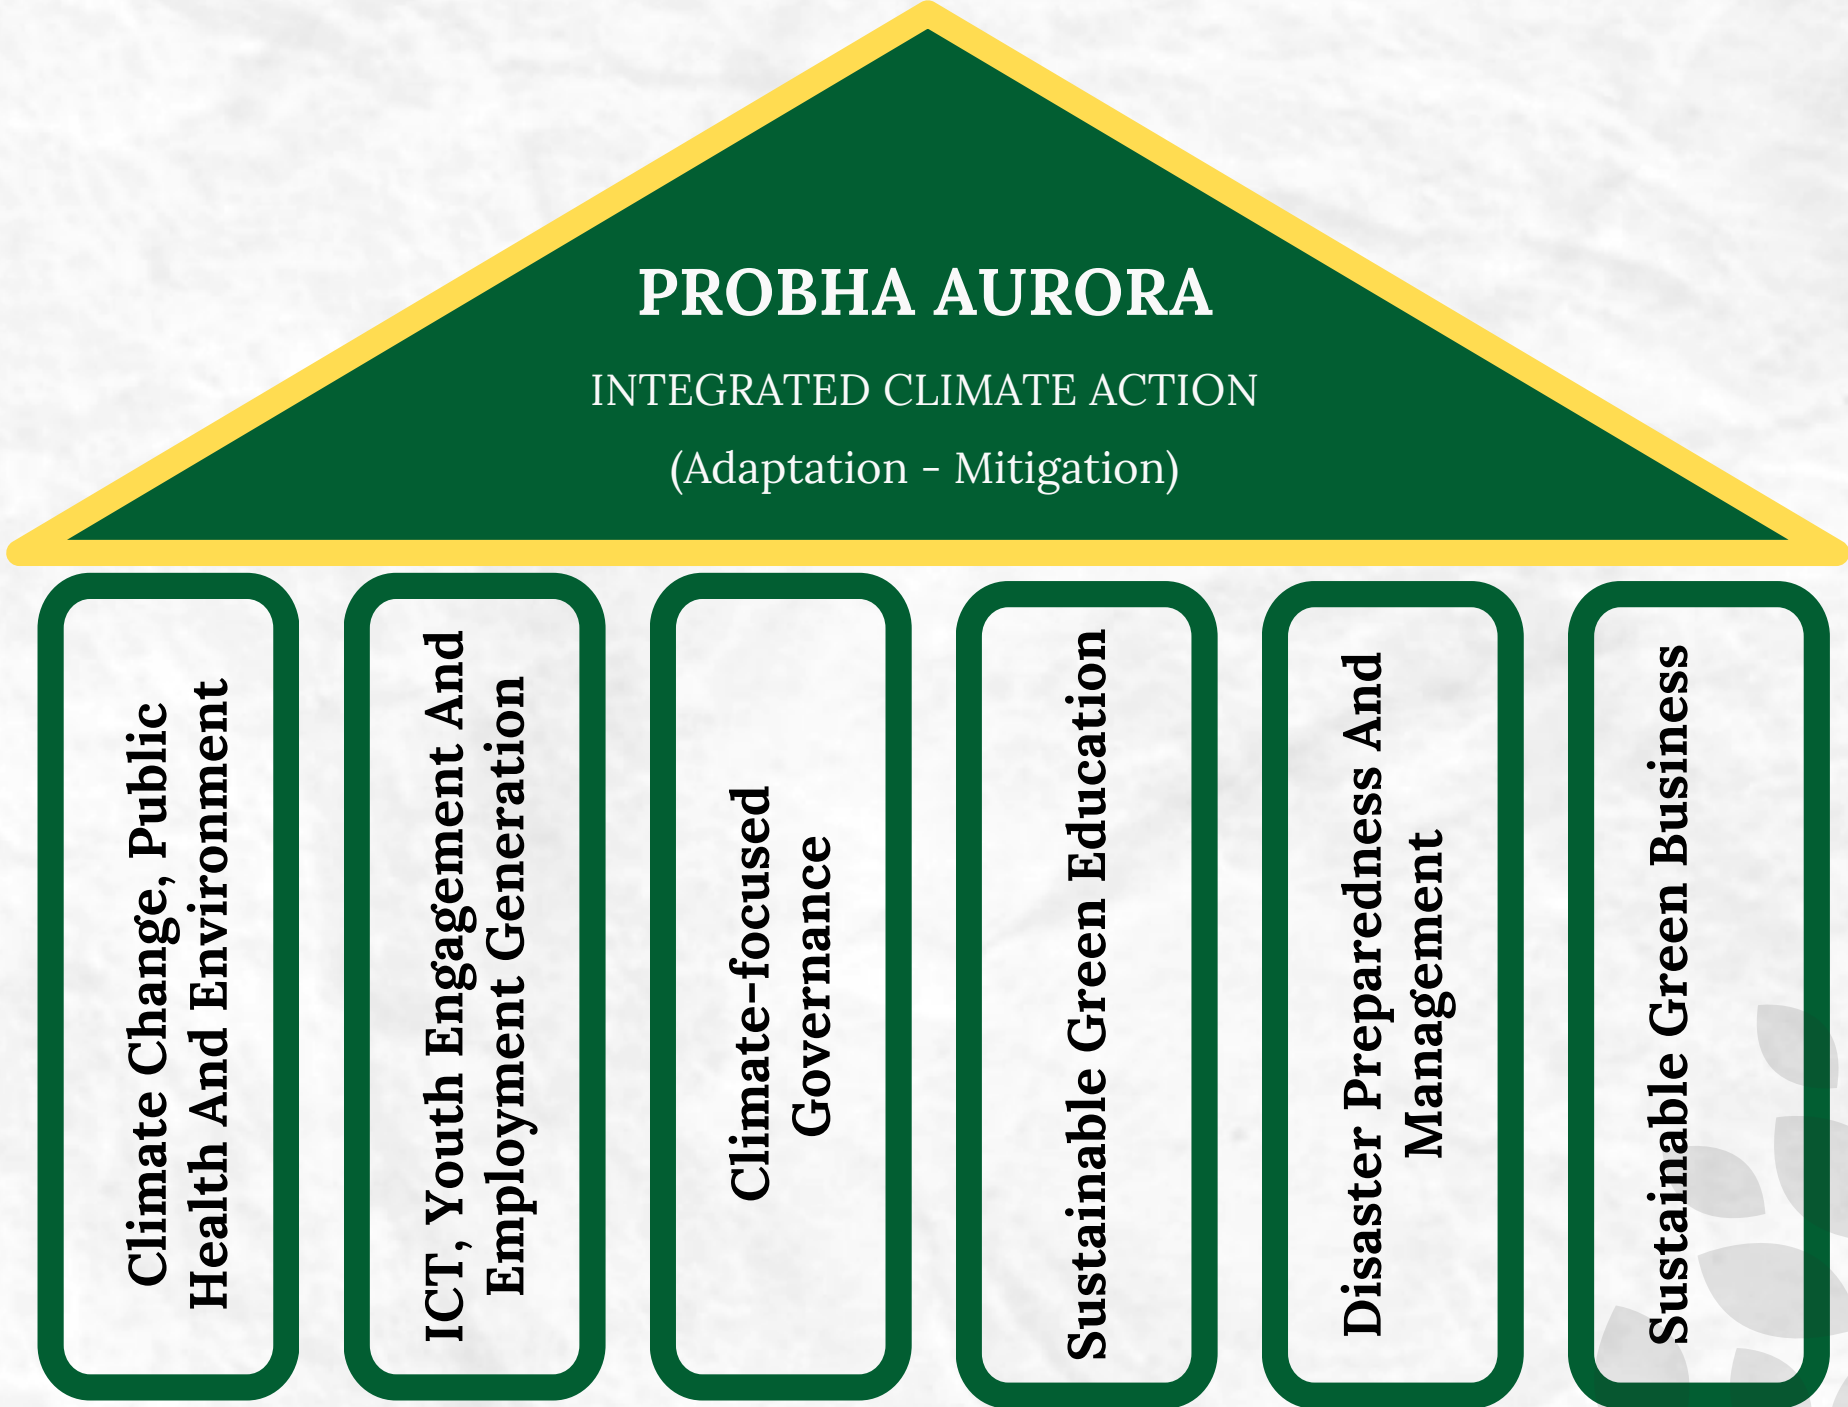 PROBHA AURORA
INTEGRATED CLIMATE ACTION
(Adaptation - Mitigation)
Climate Change, Public
Health And Environment
ICT, Youth Engagement And
Employment Generation
Climate-focused
Governance
Sustainable Green Education
Disaster Preparedness And
Management
Sustainable Green Business